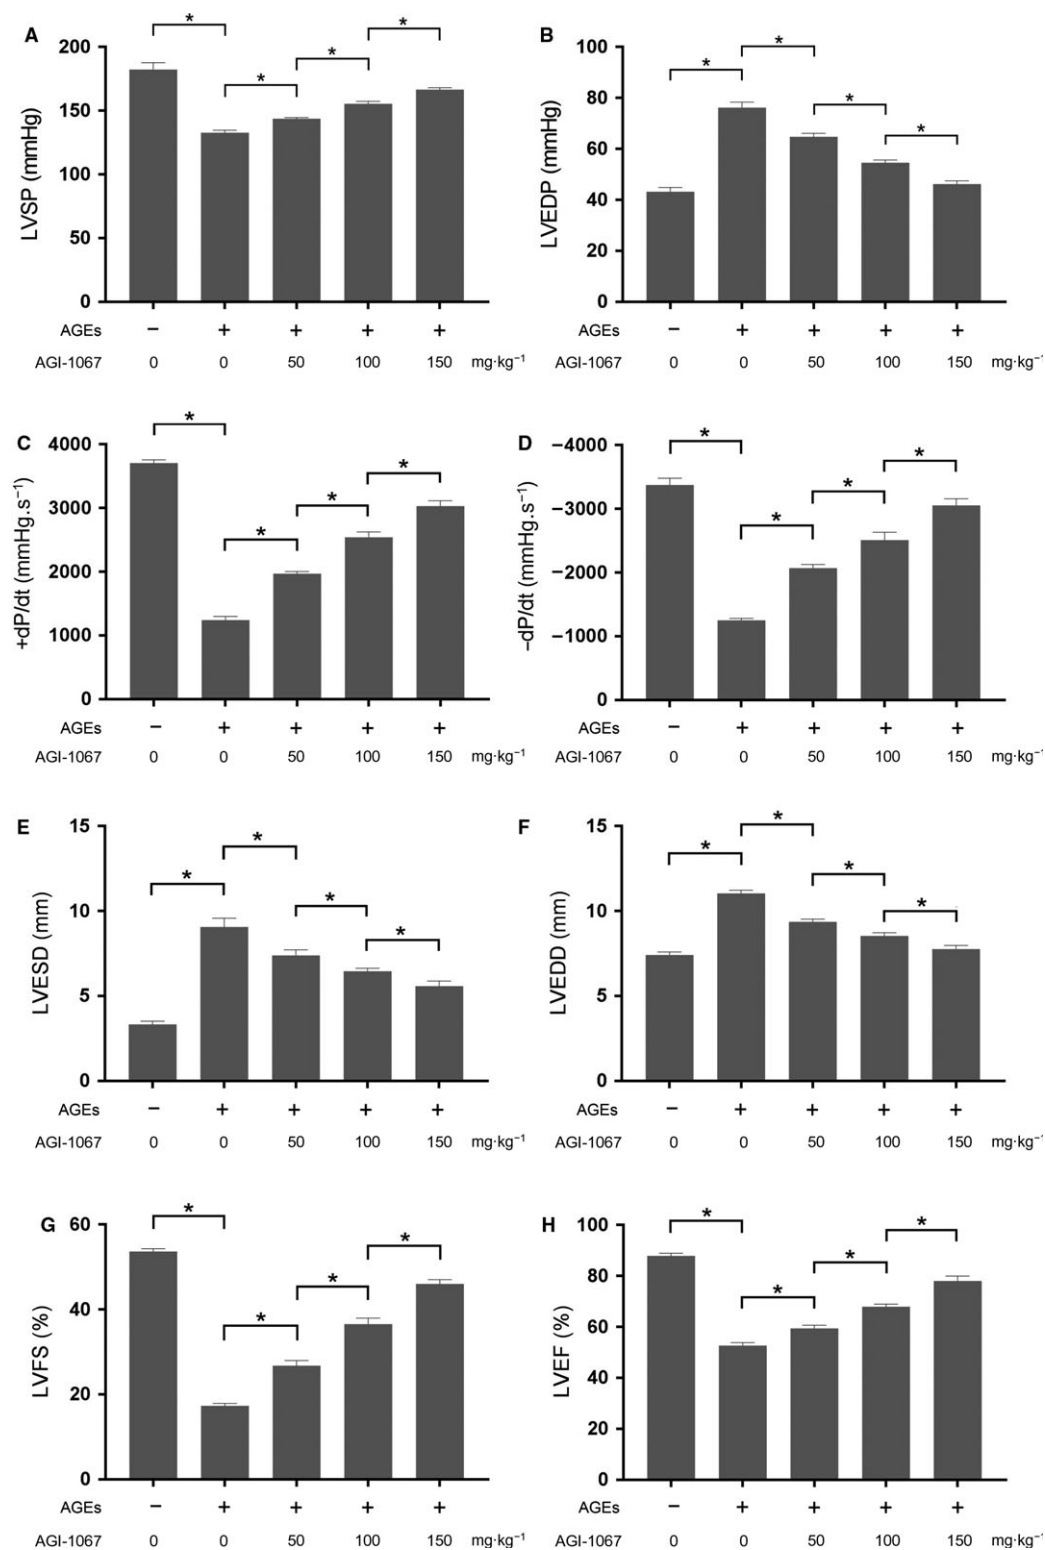 A
LVSP (mmHg)
200
150
100
50
0
* * * *
AGEs − + + + +
AGI-1067 0 0 50 100 150 mg·kg⁻¹
B
LVEDP (mmHg)
100
80
60
40
20
0
* * * *
AGEs − + + + +
AGI-1067 0 0 50 100 150 mg·kg⁻¹
C
+dP/dt (mmHg.s⁻¹)
4000
3000
2000
1000
0
* * * *
AGEs − + + + +
AGI-1067 0 0 50 100 150 mg·kg⁻¹
D
−dP/dt (mmHg.s⁻¹)
−4000
−3000
−2000
−1000
0
* * * *
AGEs − + + + +
AGI-1067 0 0 50 100 150 mg·kg⁻¹
E
LVESD (mm)
15
10
5
0
* * * *
AGEs − + + + +
AGI-1067 0 0 50 100 150 mg·kg⁻¹
F
LVEDD (mm)
15
10
5
0
* * * *
AGEs − + + + +
AGI-1067 0 0 50 100 150 mg·kg⁻¹
G
LVFS (%)
60
40
20
0
* * * *
AGEs − + + + +
AGI-1067 0 0 50 100 150 mg·kg⁻¹
H
LVEF (%)
100
80
60
40
20
0
* * * *
AGEs − + + + +
AGI-1067 0 0 50 100 150 mg·kg⁻¹